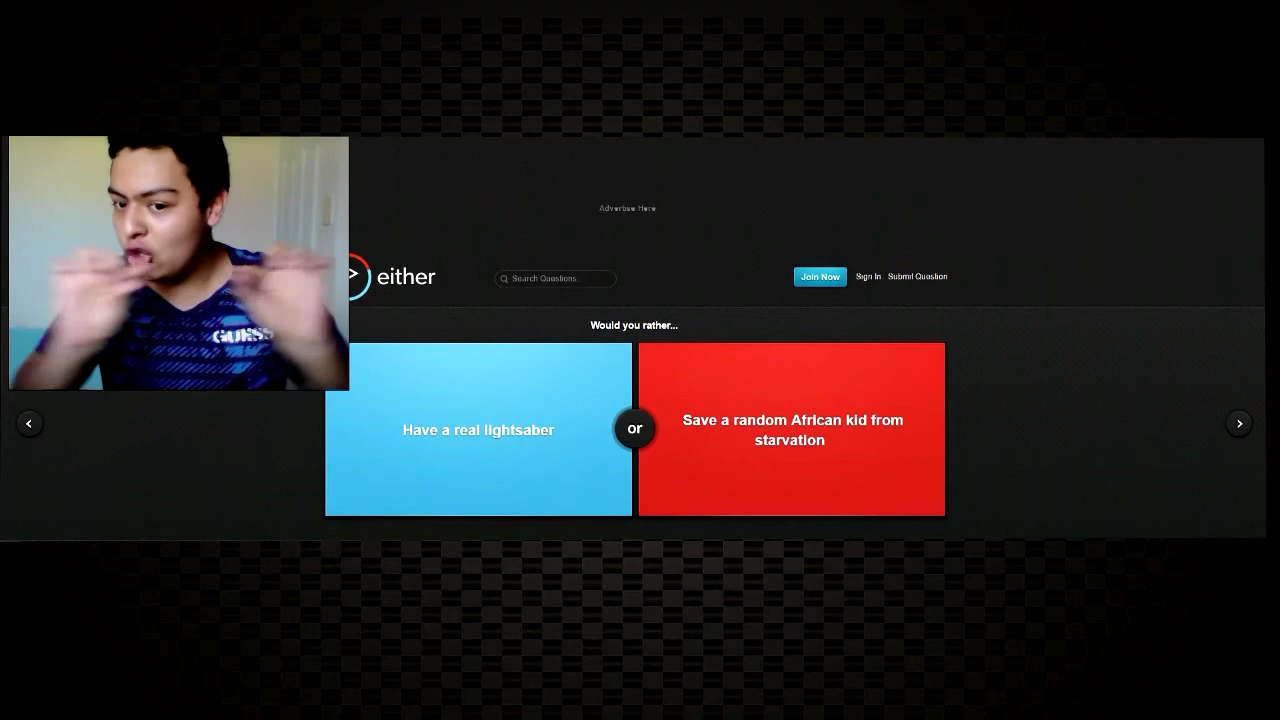 Advertise Here
either
Search Questions...
Join Now
Sign In
Submit Question
Would you rather...
GUESS
Have a real lightsaber
or
Save a random African kid from
starvation